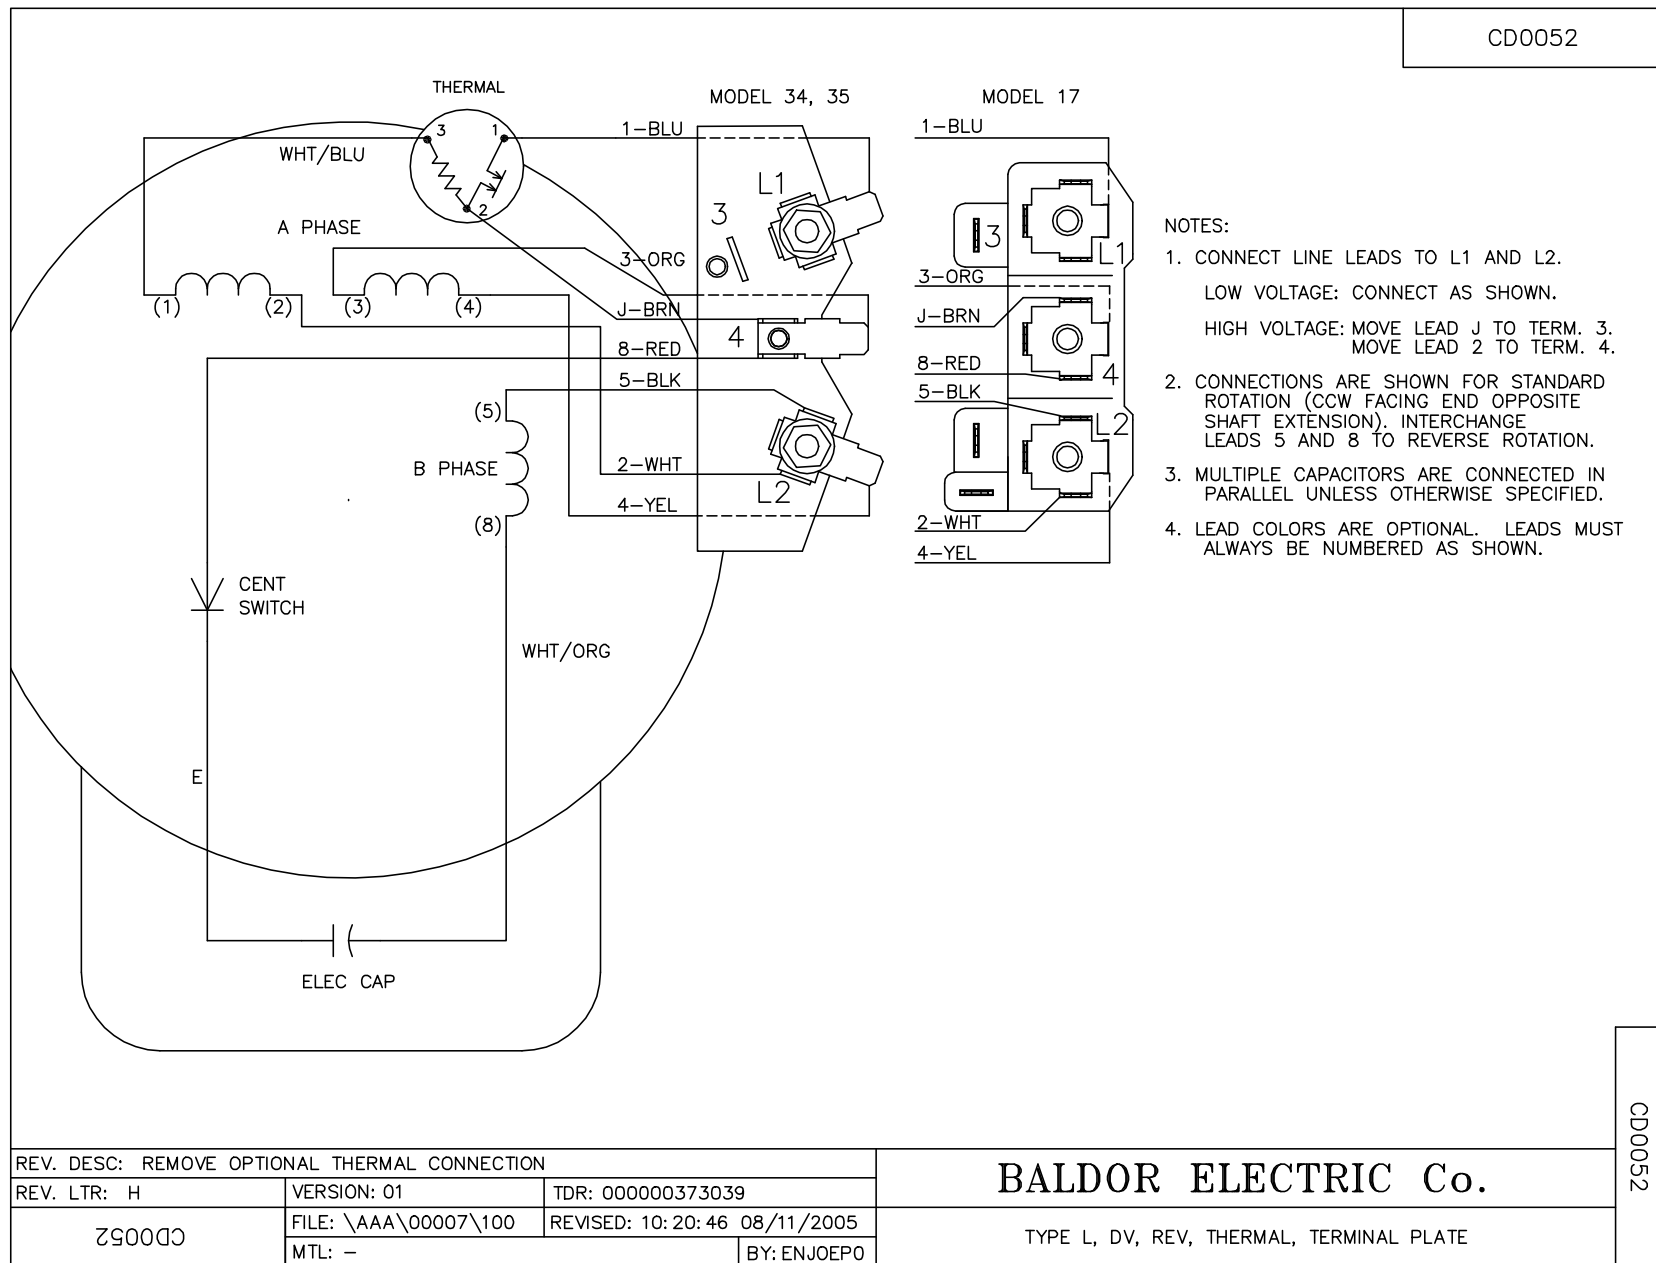 CD0052
THERMAL
MODEL 34, 35
MODEL 17
3
1
2
WHT/BLU
1-BLU
1-BLU
A PHASE
L1
3
3-ORG
J-BRN
4
8-RED
5-BLK
2-WHT
L2
4-YEL
(1)
(2)
(3)
(4)
(5)
B PHASE
(8)
CENT
SWITCH
WHT/ORG
E
ELEC CAP
3
L1
3-ORG
J-BRN
8-RED
4
5-BLK
L2
2-WHT
4-YEL
NOTES:
1. CONNECT LINE LEADS TO L1 AND L2.
LOW VOLTAGE: CONNECT AS SHOWN.
HIGH VOLTAGE: MOVE LEAD J TO TERM. 3.
MOVE LEAD 2 TO TERM. 4.
2. CONNECTIONS ARE SHOWN FOR STANDARD
ROTATION (CCW FACING END OPPOSITE
SHAFT EXTENSION). INTERCHANGE
LEADS 5 AND 8 TO REVERSE ROTATION.
3. MULTIPLE CAPACITORS ARE CONNECTED IN
PARALLEL UNLESS OTHERWISE SPECIFIED.
4. LEAD COLORS ARE OPTIONAL. LEADS MUST
ALWAYS BE NUMBERED AS SHOWN.
CD0052
REV. DESC: REMOVE OPTIONAL THERMAL CONNECTION
REV. LTR: H
VERSION: 01
TDR: 000000373039
CD0052
FILE: \AAA\00007\100
REVISED: 10:20:46 08/11/2005
MTL: -
BY: ENJOEPO
BALDOR ELECTRIC Co.
TYPE L, DV, REV, THERMAL, TERMINAL PLATE